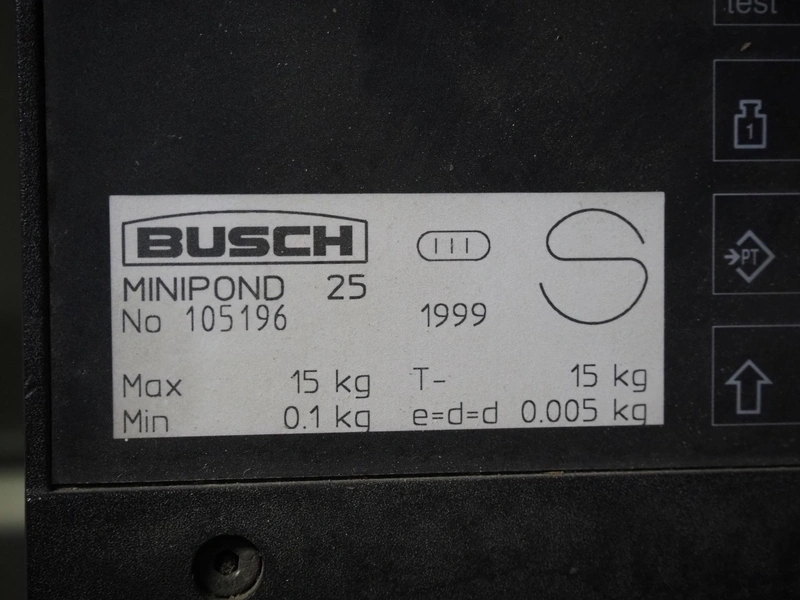 test
1
PT
BUSCH
III
MINIPOND 25
No 105196
1999
Max 15 kg T- 15 kg
Min 0.1 kg e=d=d 0.005 kg